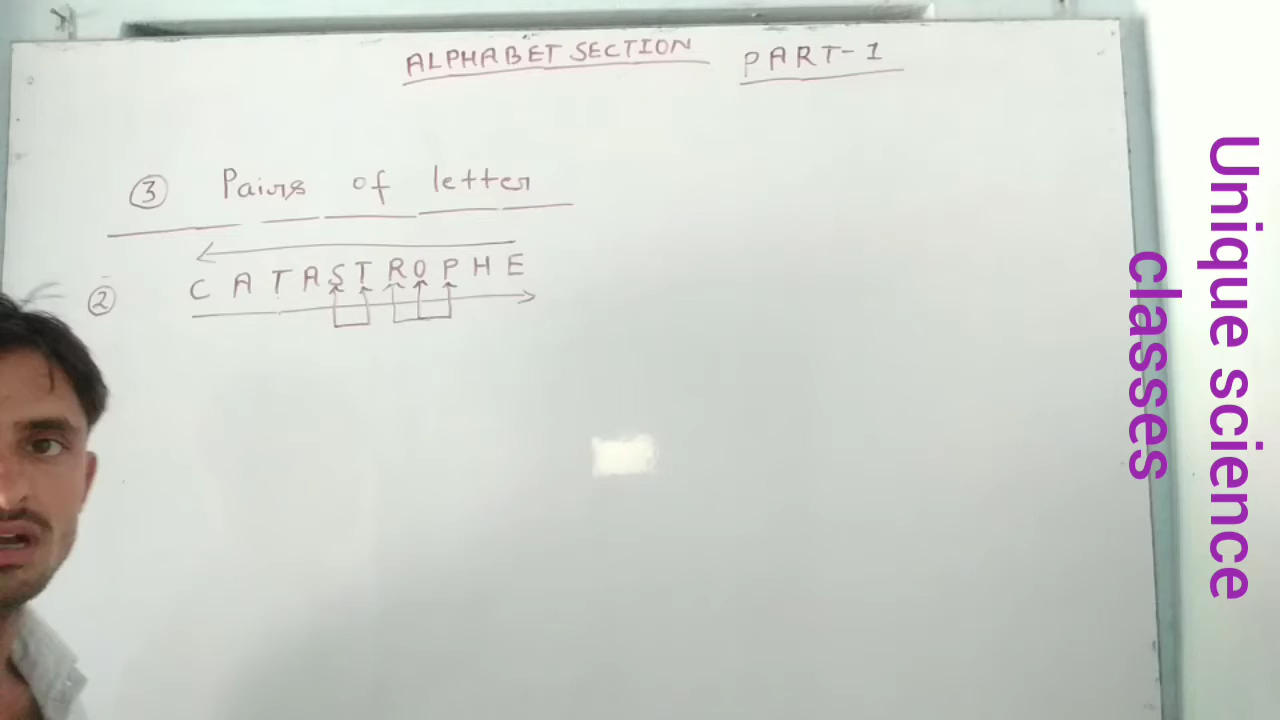 ALPHABET SECTION PART-1
③ Pairs of letter
② CATASTROPHE
Unique science
classes